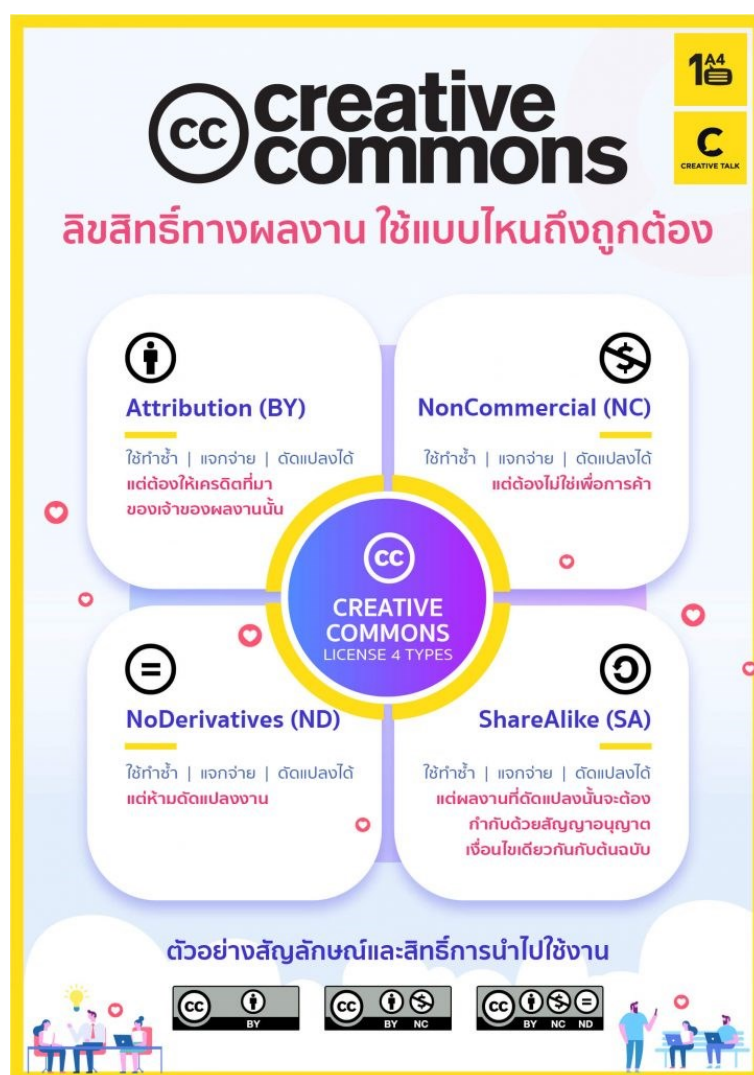 1 A4
cc creative
commons
C
CREATIVE TALK
ลิขสิทธิ์ทางผลงาน ใช้แบบไหนถึงถูกต้อง
Attribution (BY)
ใช้ทำซ้ำ | แจกจ่าย | ดัดแปลงได้
แต่ต้องให้เครดิตที่มา
ของเจ้าของผลงานนั้น
$
NonCommercial (NC)
ใช้ทำซ้ำ | แจกจ่าย | ดัดแปลงได้
แต่ต้องไม่ใช่เพื่อการค้า
cc
CREATIVE
COMMONS
LICENSE 4 TYPES
=
NoDerivatives (ND)
ใช้ทำซ้ำ | แจกจ่าย | ดัดแปลงได้
แต่ห้ามดัดแปลงงาน
ShareAlike (SA)
ใช้ทำซ้ำ | แจกจ่าย | ดัดแปลงได้
แต่ผลงานที่ดัดแปลงนั้นจะต้อง
กำกับด้วยสัญญาอนุญาต
เงื่อนไขเดียวกันกับต้นฉบับ
ตัวอย่างสัญลักษณ์และสิทธิ์การนำไปใช้งาน
cc BY
cc $ BY NC
cc $ = BY NC ND